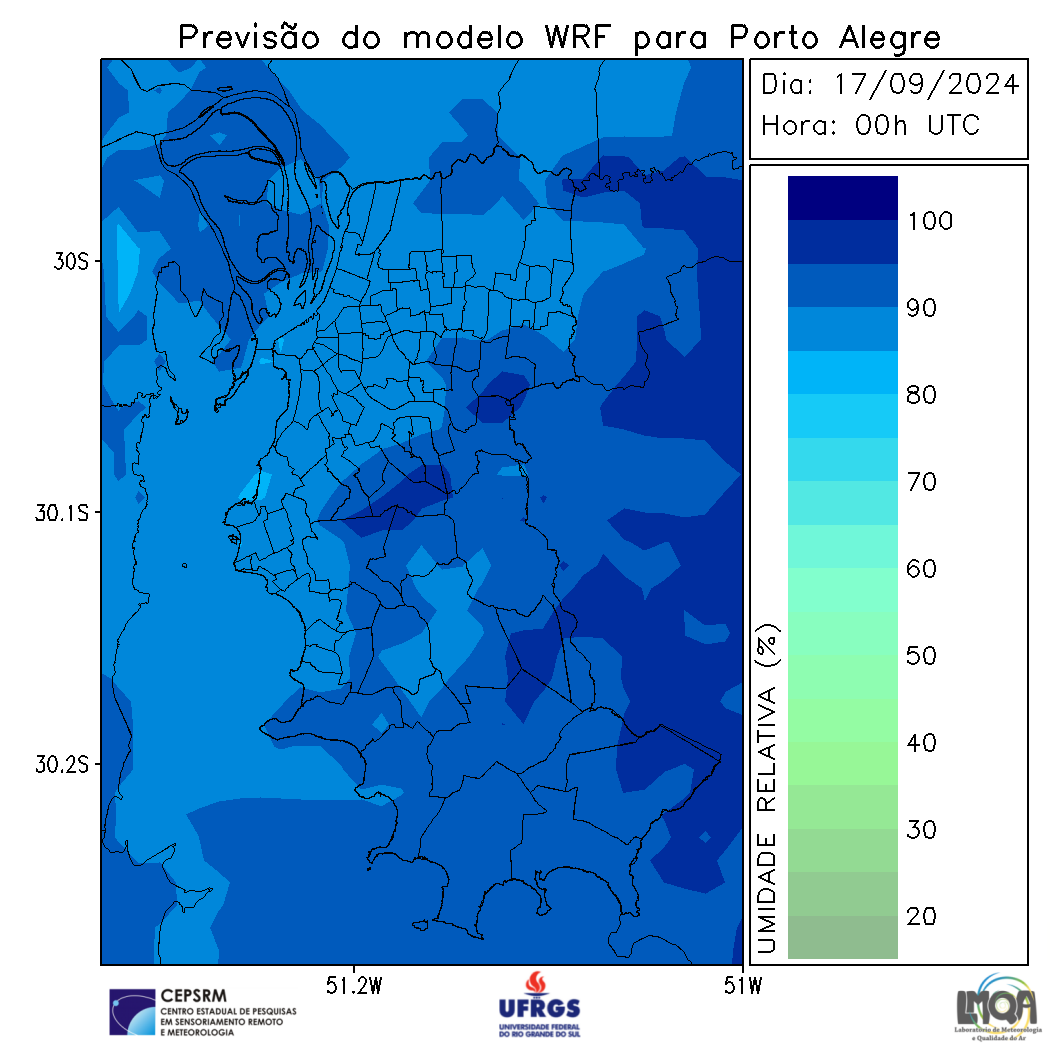 Previsão do modelo WRF para Porto Alegre
Dia: 17/09/2024
Hora: 00h UTC
30S
30.1S
30.2S
51.2W
51W
UMIDADE RELATIVA (%)
100
90
80
70
60
50
40
30
20
CEPSRM
CENTRO ESTADUAL DE PESQUISAS
EM SENSORIAMENTO REMOTO
E METEOROLOGIA
UFRGS
UNIVERSIDADE FEDERAL
DO RIO GRANDE DO SUL
LMQA
Laboratório de Meteorologia
e Qualidade do Ar